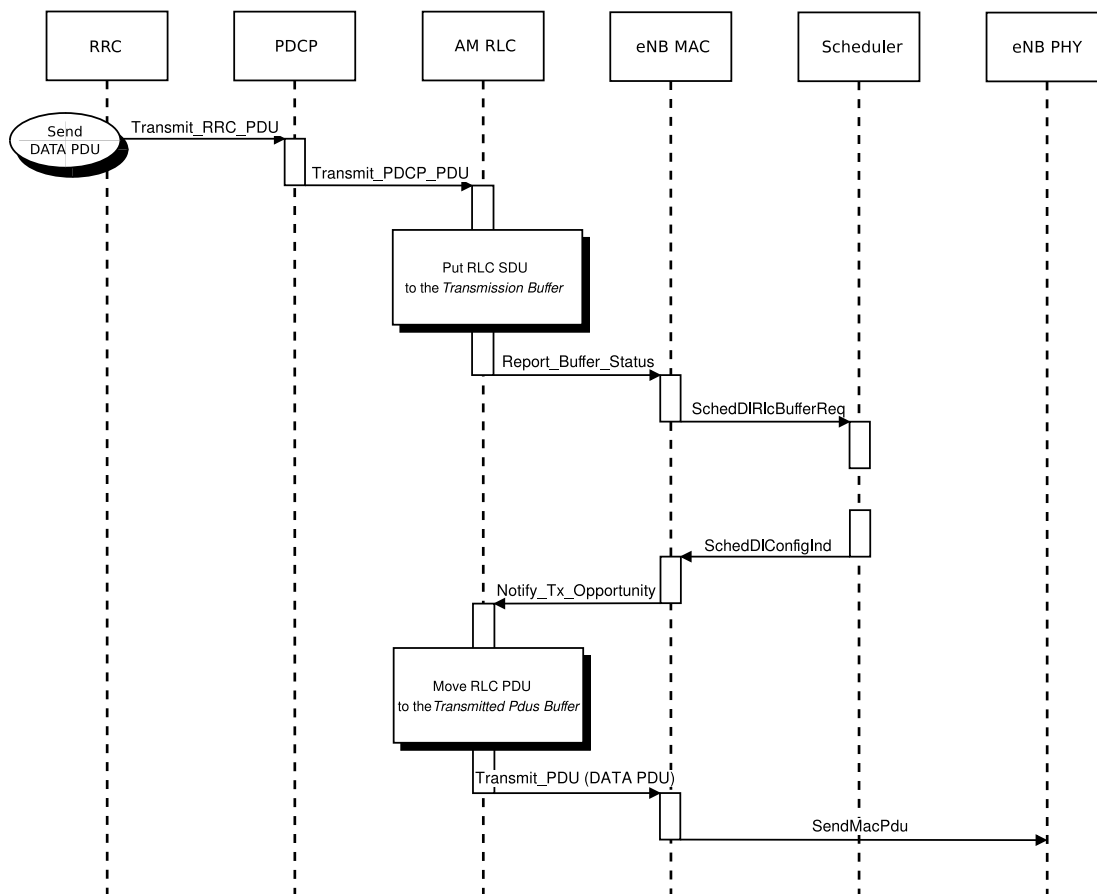 RRC
PDCP
AM RLC
eNB MAC
Scheduler
eNB PHY
Send
DATA PDU
Transmit_RRC_PDU
Transmit_PDCP_PDU
Put RLC SDU
to the Transmission Buffer
Report_Buffer_Status
SchedDlRlcBufferReq
SchedDlConfigInd
Notify_Tx_Opportunity
Move RLC PDU
to the Transmitted Pdus Buffer
Transmit_PDU (DATA PDU)
SendMacPdu